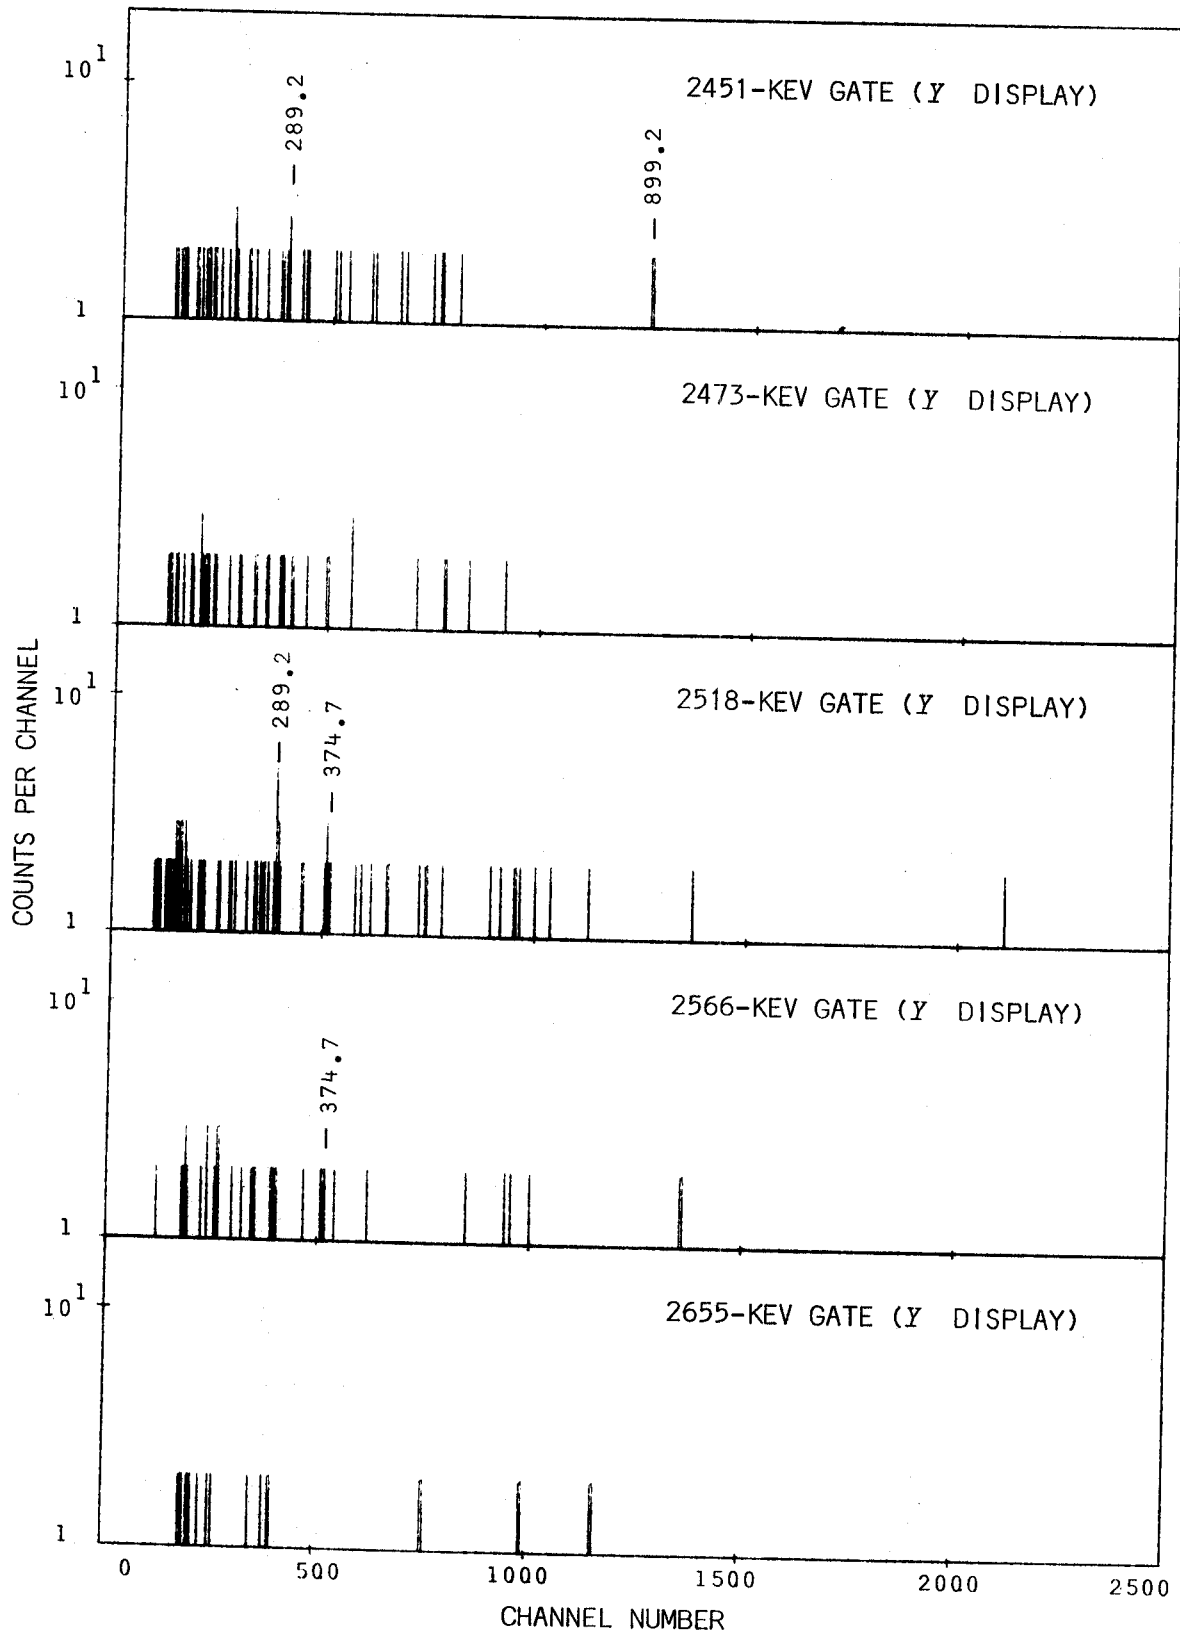 10^1
2451-KEV GATE (Y DISPLAY)
— 289.2
— 899.2
1
10^1
2473-KEV GATE (Y DISPLAY)
1
10^1
2518-KEV GATE (Y DISPLAY)
— 289.2
— 374.7
1
10^1
2566-KEV GATE (Y DISPLAY)
— 374.7
1
10^1
2655-KEV GATE (Y DISPLAY)
1
COUNTS PER CHANNEL
0 500 1000 1500 2000 2500
CHANNEL NUMBER